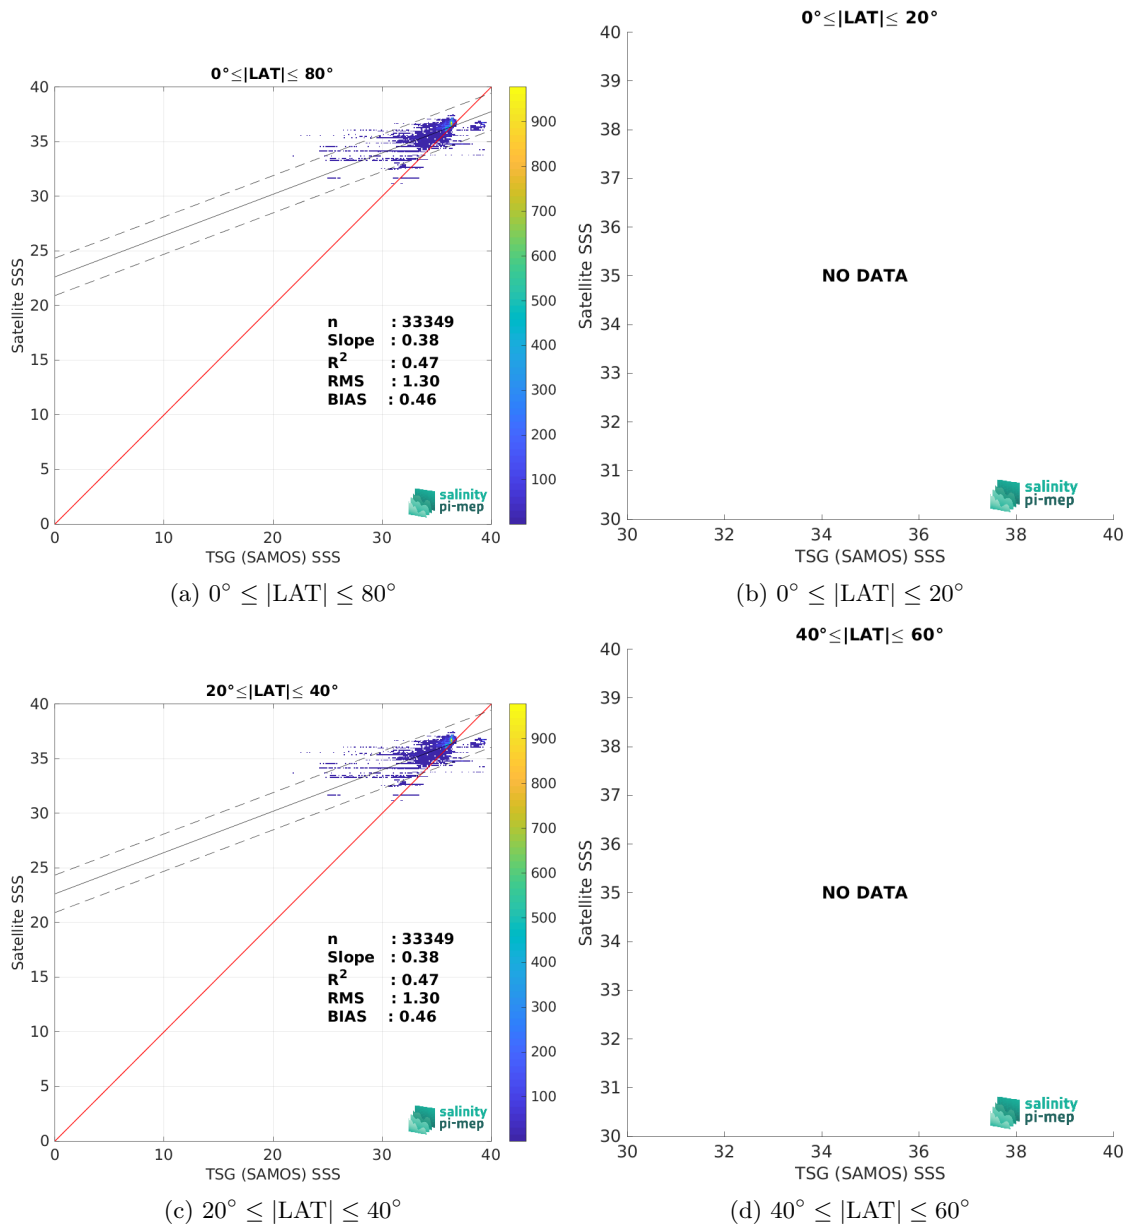 0°≤|LAT|≤ 80°
40
35
30
25
20
15
10
5
0
Satellite SSS
0
10
20
30
40
TSG (SAMOS) SSS
900
800
700
600
500
400
300
200
100
n : 33349
Slope : 0.38
R² : 0.47
RMS : 1.30
BIAS : 0.46
salinity
pi-mep
(a) 0° ≤ |LAT| ≤ 80°
0°≤|LAT|≤ 20°
40
39
38
37
36
35
34
33
32
31
30
Satellite SSS
NO DATA
30
32
34
36
38
40
TSG (SAMOS) SSS
salinity
pi-mep
(b) 0° ≤ |LAT| ≤ 20°
20°≤|LAT|≤ 40°
40
35
30
25
20
15
10
5
0
Satellite SSS
0
10
20
30
40
TSG (SAMOS) SSS
900
800
700
600
500
400
300
200
100
n : 33349
Slope : 0.38
R² : 0.47
RMS : 1.30
BIAS : 0.46
salinity
pi-mep
(c) 20° ≤ |LAT| ≤ 40°
40°≤|LAT|≤ 60°
40
39
38
37
36
35
34
33
32
31
30
Satellite SSS
NO DATA
30
32
34
36
38
40
TSG (SAMOS) SSS
salinity
pi-mep
(d) 40° ≤ |LAT| ≤ 60°